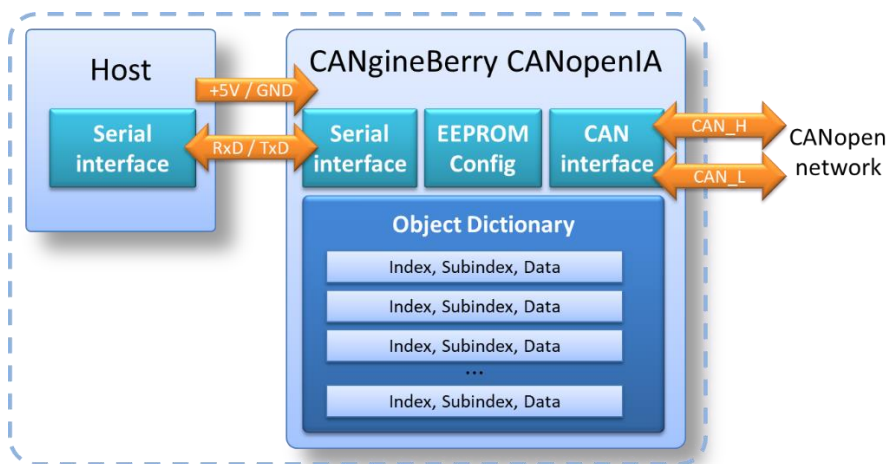 Host
CANgineBerry CANopenIA
+5V / GND
Serial
interface
RxD / TxD
Serial
interface
EEPROM
Config
CAN
interface
CAN_H
CAN_L
CANopen
network
Object Dictionary
Index, Subindex, Data
Index, Subindex, Data
Index, Subindex, Data
...
Index, Subindex, Data